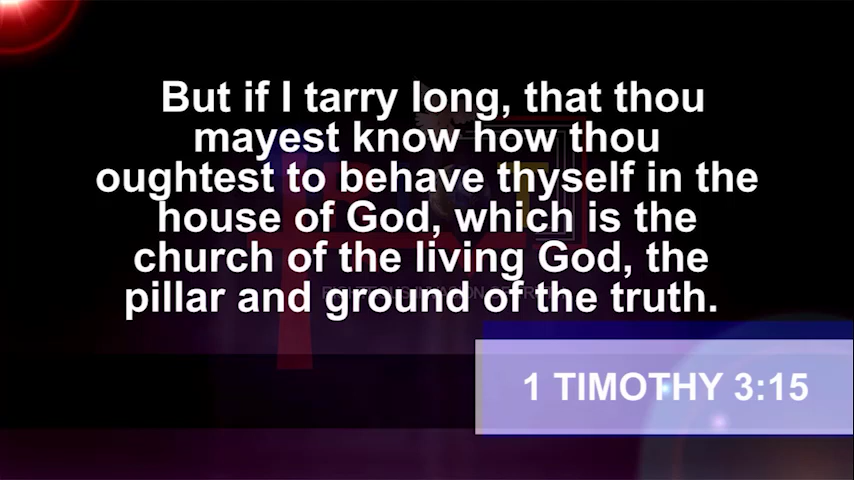 But if I tarry long, that thou
mayest know how thou
oughtest to behave thyself in the
house of God, which is the
church of the living God, the
pillar and ground of the truth.
1 TIMOTHY 3:15